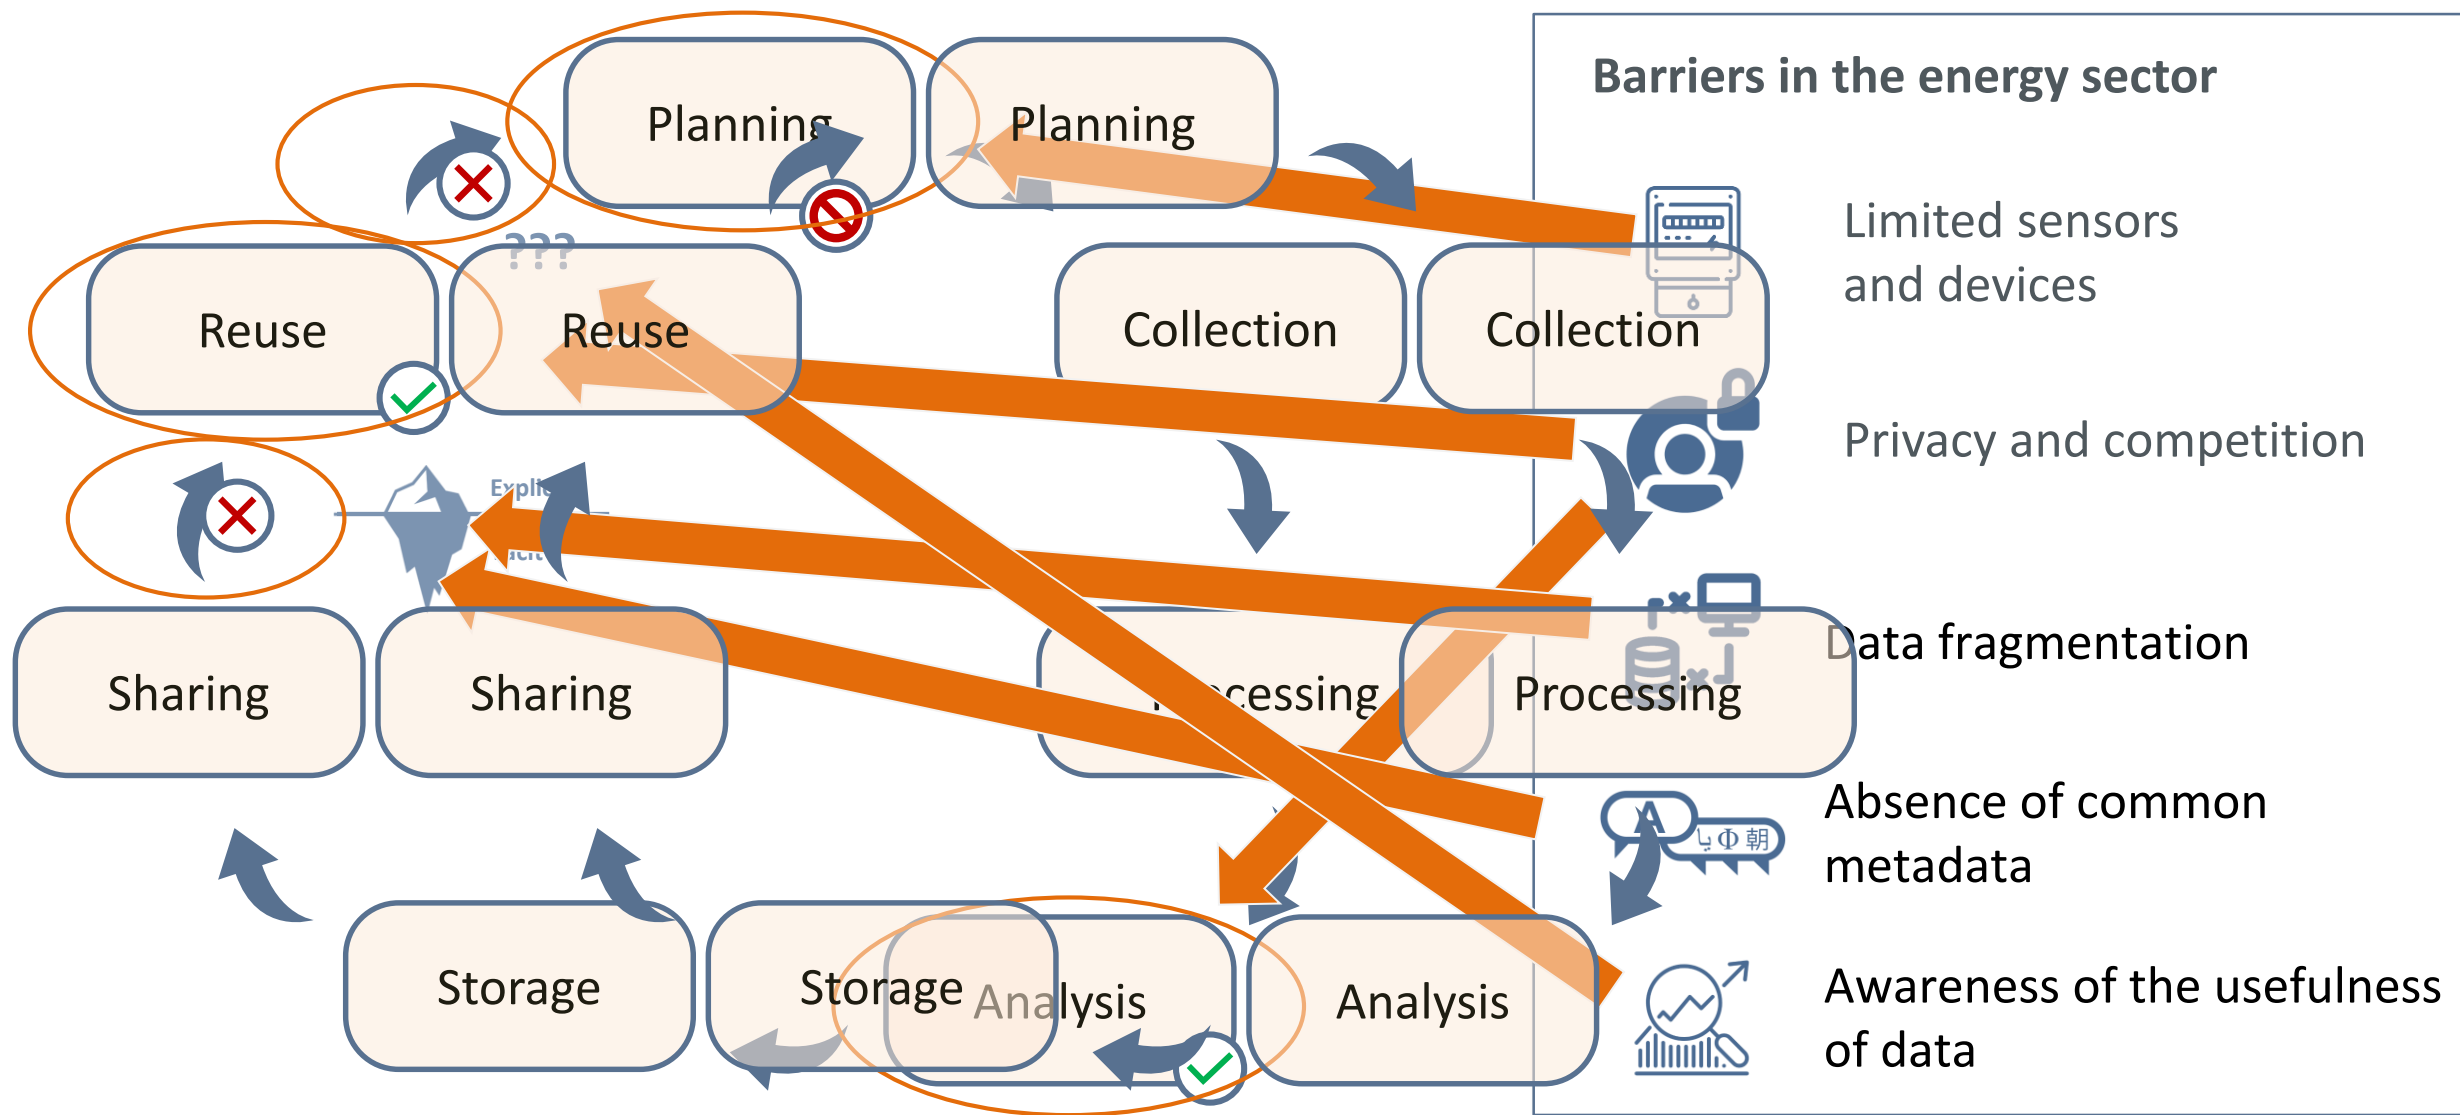 Barriers in the energy sector
Planning
Planning
Limited sensors
and devices
???
Reuse
Reuse
Collection
Collection
Privacy and competition
Data fragmentation
Sharing
Sharing
Processing
Absence of common
metadata
A
Φ 朝
Storage
Storage
Analysis
Analysis
Awareness of the usefulness
of data